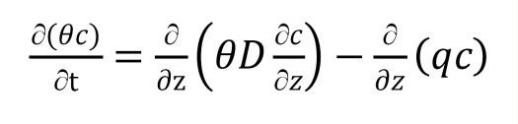 ∂(θc)/∂t = ∂/∂z (θD ∂c/∂z) − ∂/∂z (qc)